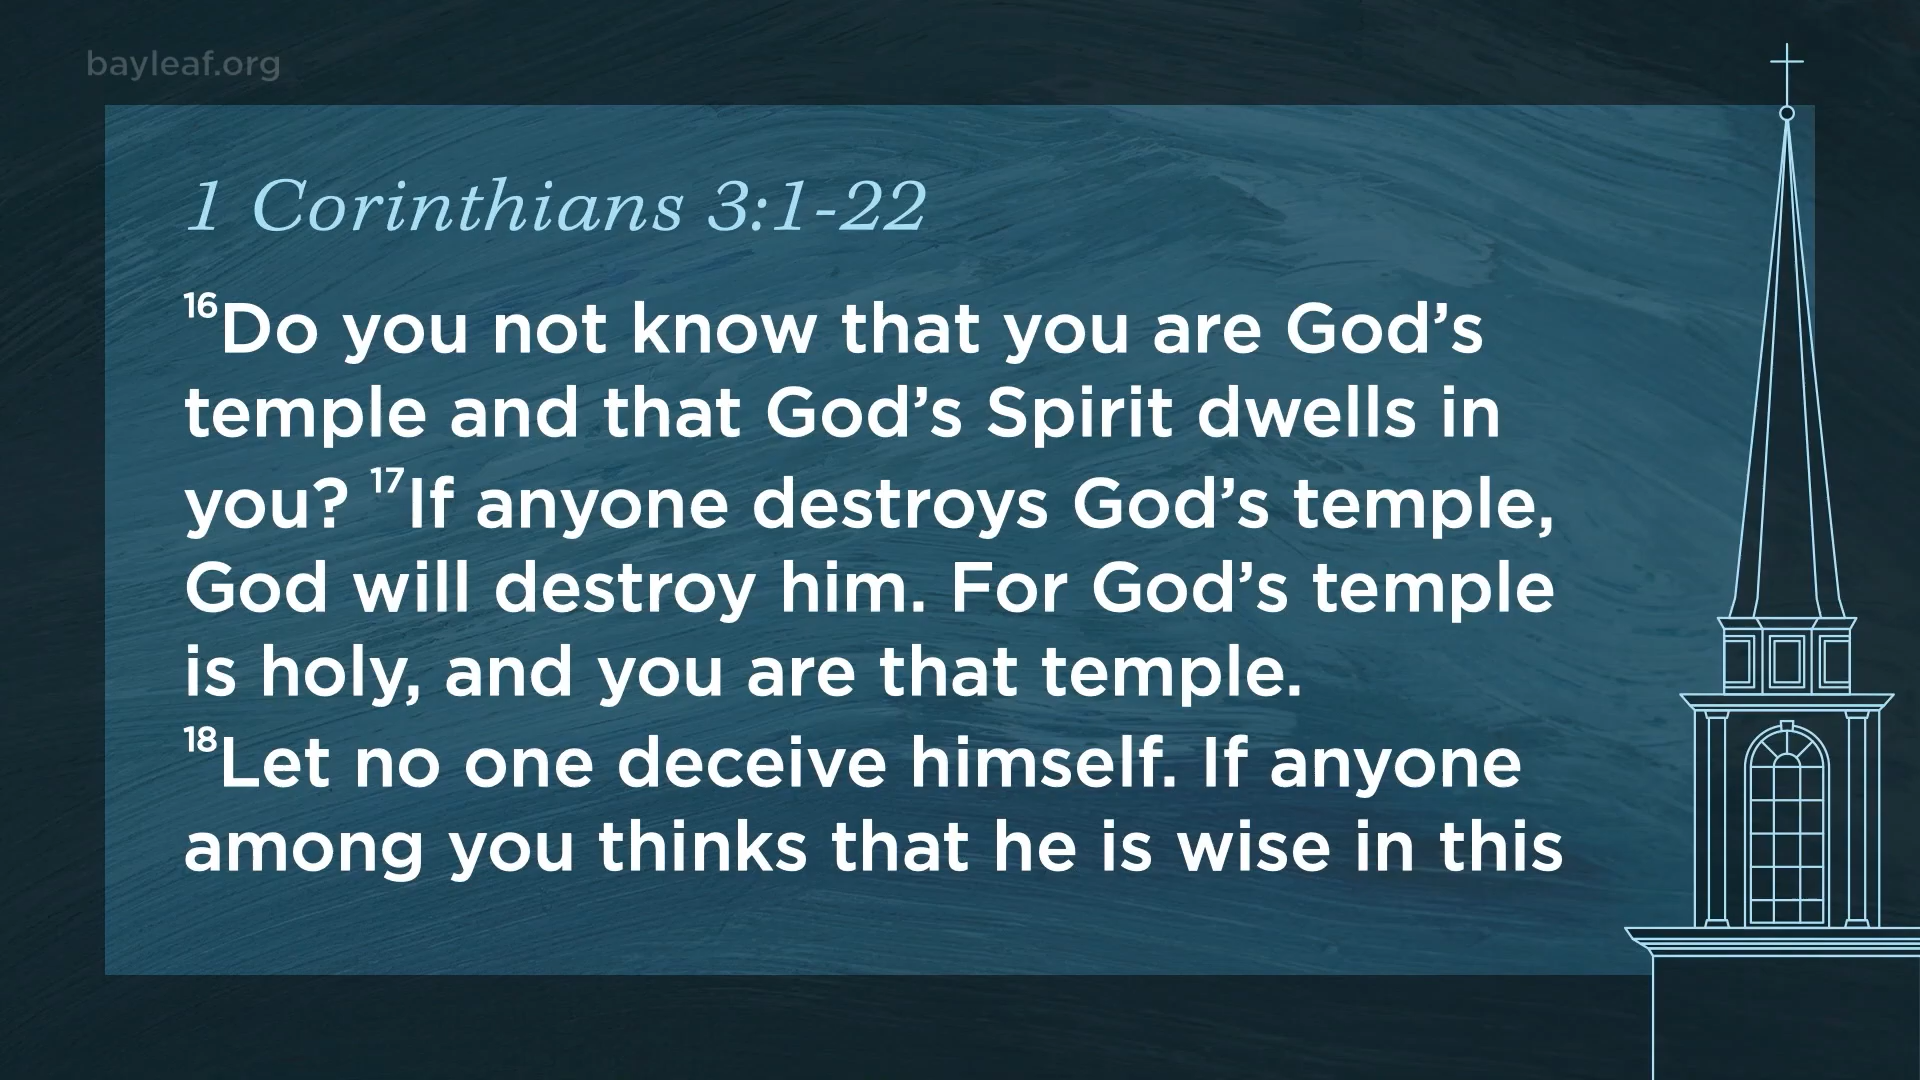 bayleaf.org
1 Corinthians 3:1-22
16Do you not know that you are God’s
temple and that God’s Spirit dwells in
you? 17If anyone destroys God’s temple,
God will destroy him. For God’s temple
is holy, and you are that temple.
18Let no one deceive himself. If anyone
among you thinks that he is wise in this